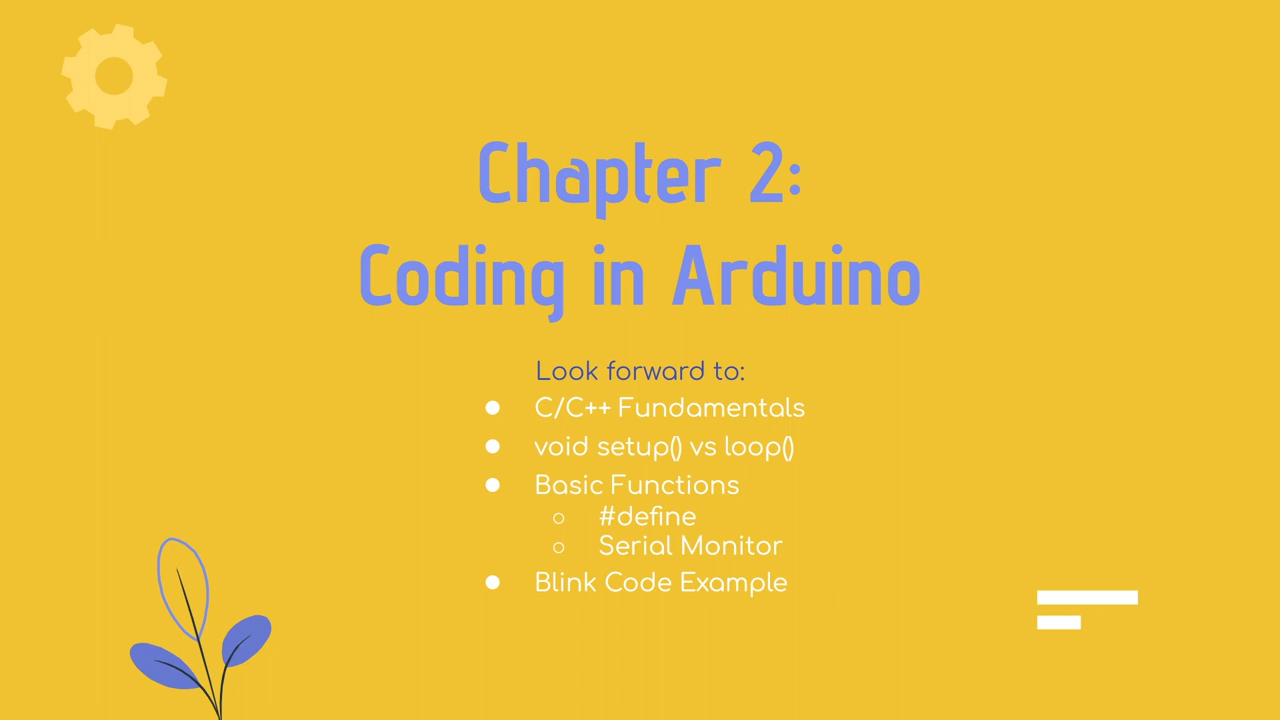 Chapter 2:
Coding in Arduino
Look forward to:
● C/C++ Fundamentals
● void setup() vs loop()
● Basic Functions
○ #define
○ Serial Monitor
● Blink Code Example